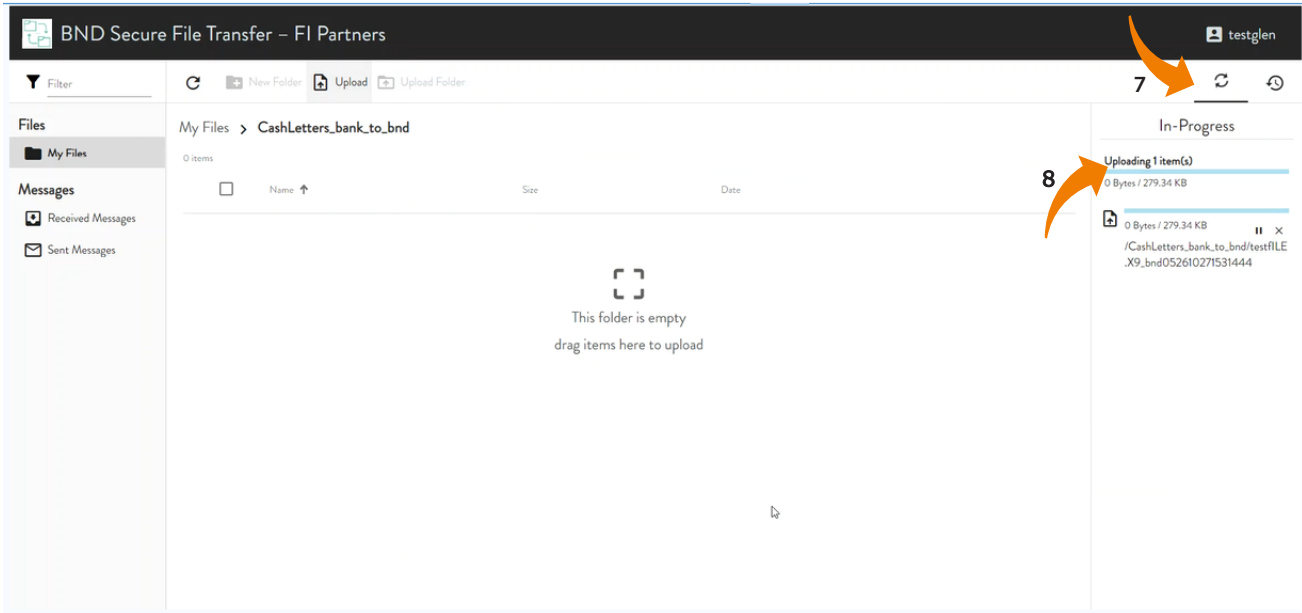 BND Secure File Transfer – FI Partners
testglen
Filter
New Folder
Upload
Upload Folder
7
Files
My Files
Messages
Received Messages
Sent Messages
My Files > CashLetters_bank_to_bnd
0 items
Name
Size
Date
This folder is empty
drag items here to upload
In-Progress
8
Uploading 1 item(s)
0 Bytes / 279.34 KB
0 Bytes / 279.34 KB
/CashLetters_bank_to_bnd/testfILE
.X9_bnd052610271531444